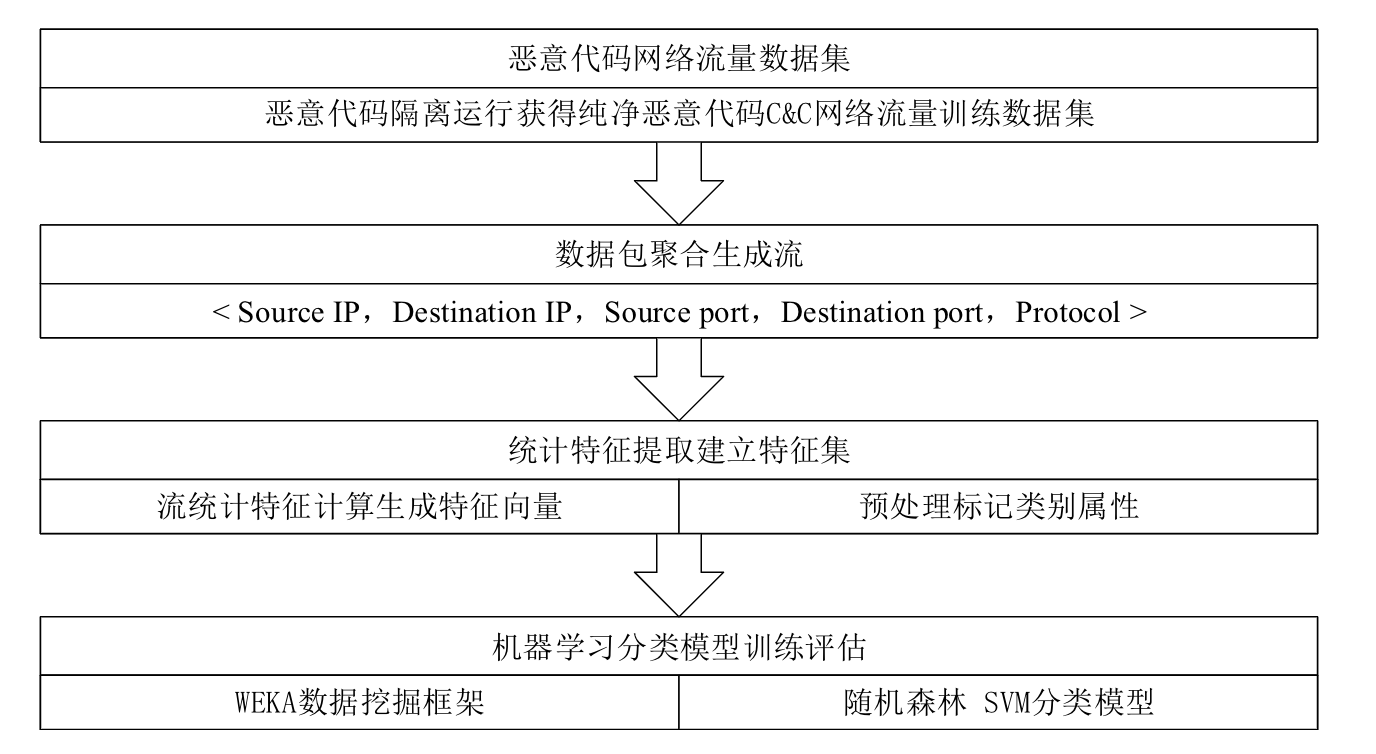 恶意代码网络流量数据集
恶意代码隔离运行获得纯净恶意代码C&C网络流量训练数据集
数据包聚合生成流
< Source IP，Destination IP，Source port，Destination port，Protocol >
统计特征提取建立特征集
流统计特征计算生成特征向量
预处理标记类别属性
机器学习分类模型训练评估
WEKA数据挖掘框架
随机森林 SVM分类模型